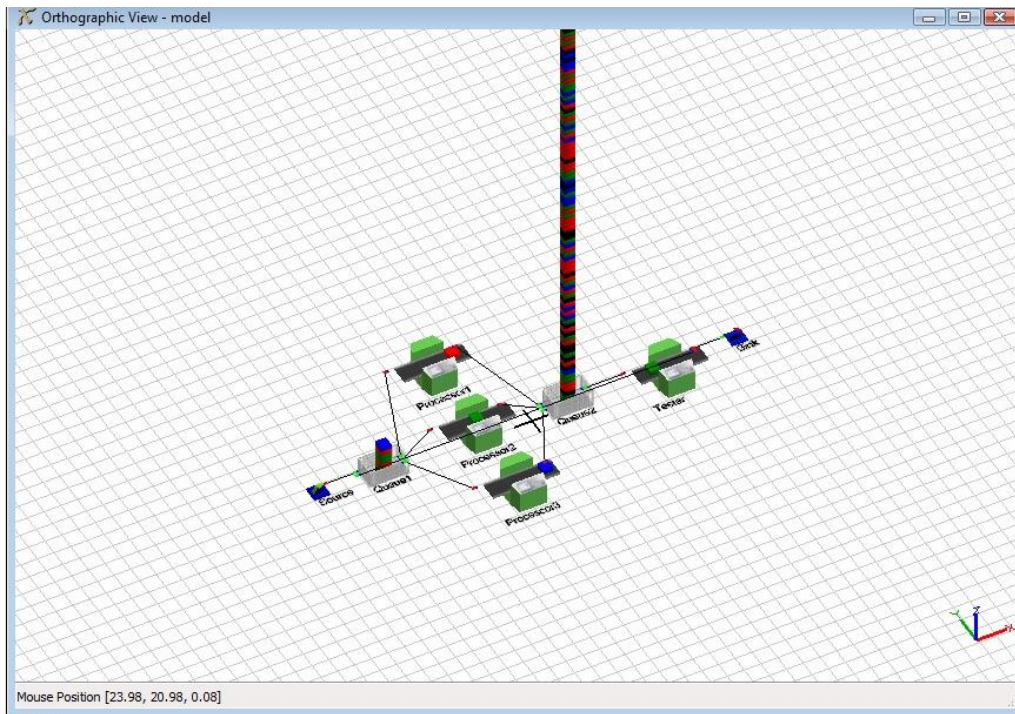 Orthographic View - model
Processor1
Queue2
Tester
Sink
Processor2
Queue1
Source
Processor3
Y
Z
X
Mouse Position [23.98, 20.98, 0.08]